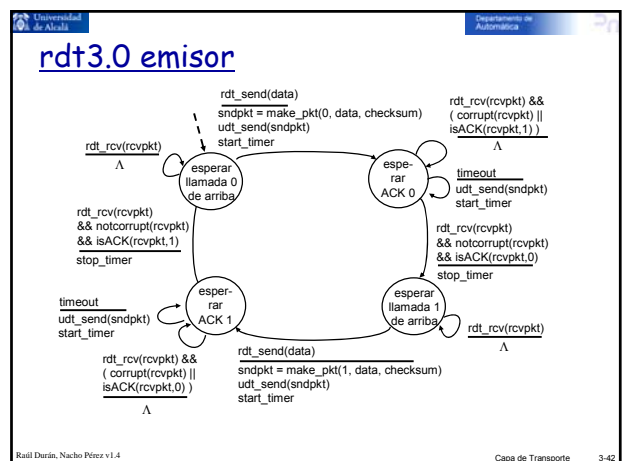 Universidad
de Alcalá
Departamento de
Automática
rdt3.0 emisor
rdt_send(data)
sndpkt = make_pkt(0, data, checksum)
udt_send(sndpkt)
start_timer
rdt_rcv(rcvpkt) &&
( corrupt(rcvpkt) ||
isACK(rcvpkt,1) )
Λ
rdt_rcv(rcvpkt)
Λ
esperar
llamada 0
de arriba
espe-
rar
ACK 0
timeout
udt_send(sndpkt)
start_timer
rdt_rcv(rcvpkt)
&& notcorrupt(rcvpkt)
&& isACK(rcvpkt,1)
stop_timer
rdt_rcv(rcvpkt)
&& notcorrupt(rcvpkt)
&& isACK(rcvpkt,0)
stop_timer
timeout
udt_send(sndpkt)
start_timer
esper-
rar
ACK 1
esperar
llamada 1
de arriba
rdt_rcv(rcvpkt)
Λ
rdt_rcv(rcvpkt) &&
( corrupt(rcvpkt) ||
isACK(rcvpkt,0) )
Λ
rdt_send(data)
sndpkt = make_pkt(1, data, checksum)
udt_send(sndpkt)
start_timer
Raúl Durán, Nacho Pérez v1.4
Capa de Transporte 3-42